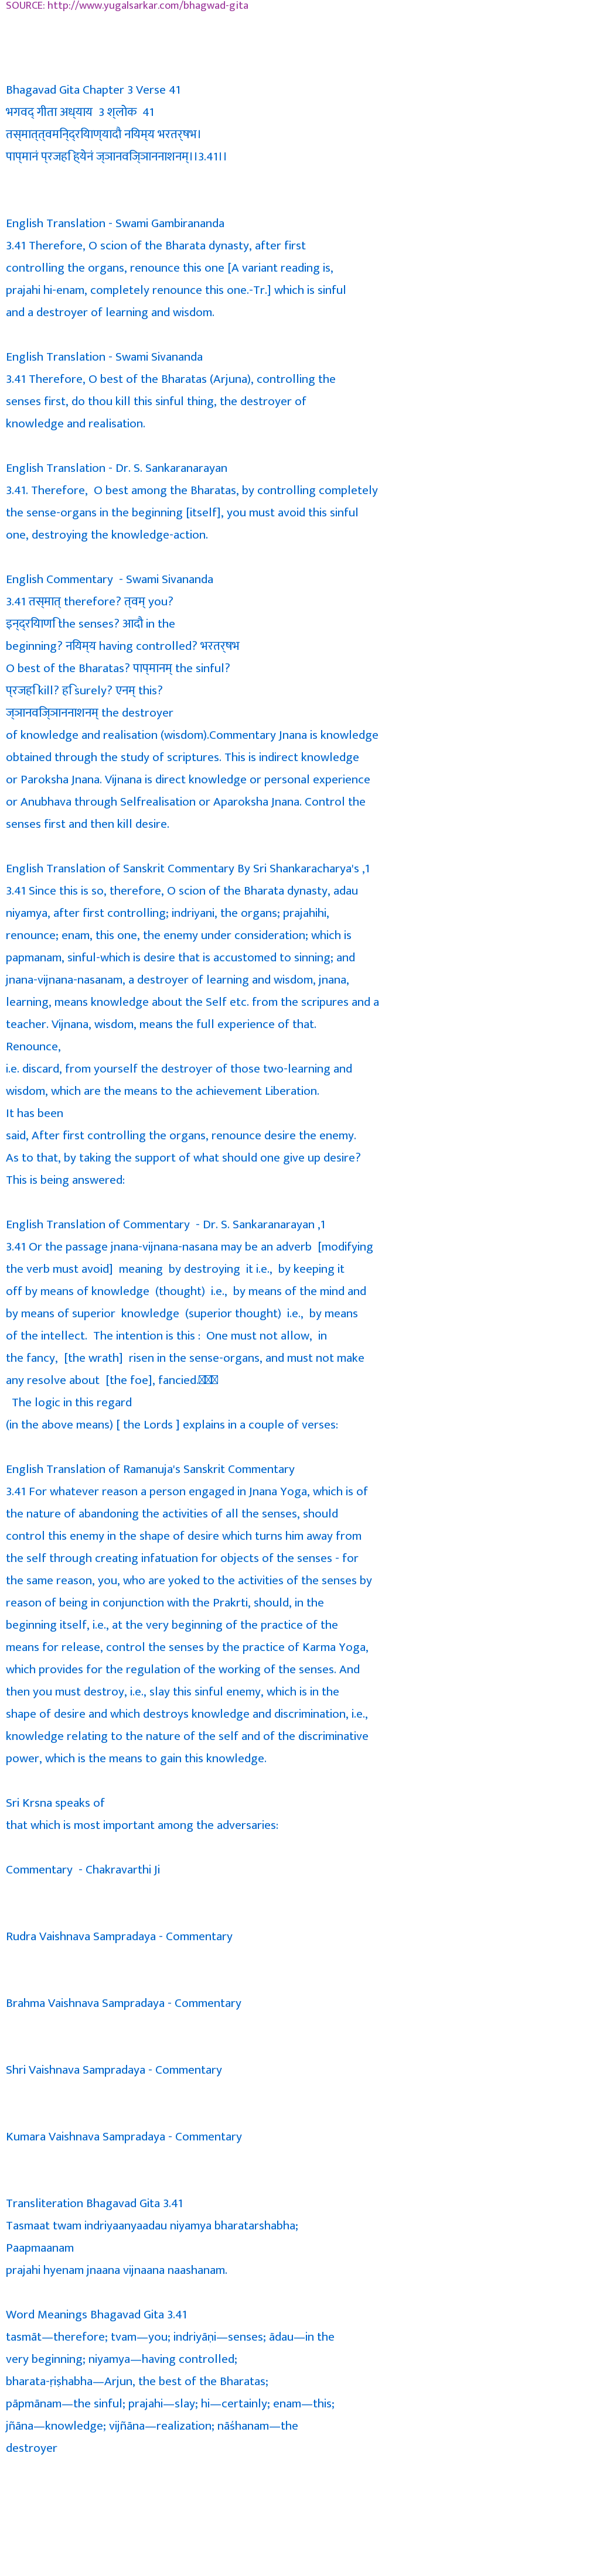 SOURCE: http://www.yugalsarkar.com/bhagwad-gita
Bhagavad Gita Chapter 3 Verse 41
भगवद् गीता अध्याय 3 श्लोक 41
तस्मात्त्वमिन्द्रियाण्यादौ नियम्य भरतर्षभ।
पाप्मानं प्रजहि ह्येनं ज्ञानविज्ञाननाशनम्।।3.41।।
English Translation - Swami Gambirananda
3.41 Therefore, O scion of the Bharata dynasty, after first
controlling the organs, renounce this one [A variant reading is,
prajahi hi-enam, completely renounce this one.-Tr.] which is sinful
and a destroyer of learning and wisdom.
English Translation - Swami Sivananda
3.41 Therefore, O best of the Bharatas (Arjuna), controlling the
senses first, do thou kill this sinful thing, the destroyer of
knowledge and realisation.
English Translation - Dr. S. Sankaranarayan
3.41. Therefore, O best among the Bharatas, by controlling completely
the sense-organs in the beginning [itself], you must avoid this sinful
one, destroying the knowledge-action.
English Commentary - Swami Sivananda
3.41 तस्मात् therefore? त्वम् you?
इन्द्रियाणि the senses? आदौ in the
beginning? नियम्य having controlled? भरतर्षभ
O best of the Bharatas? पाप्मानम् the sinful?
प्रजहि kill? हि surely? एनम् this?
ज्ञानविज्ञाननाशनम् the destroyer
of knowledge and realisation (wisdom).Commentary Jnana is knowledge
obtained through the study of scriptures. This is indirect knowledge
or Paroksha Jnana. Vijnana is direct knowledge or personal experience
or Anubhava through Selfrealisation or Aparoksha Jnana. Control the
senses first and then kill desire.
English Translation of Sanskrit Commentary By Sri Shankaracharya's ,1
3.41 Since this is so, therefore, O scion of the Bharata dynasty, adau
niyamya, after first controlling; indriyani, the organs; prajahihi,
renounce; enam, this one, the enemy under consideration; which is
papmanam, sinful-which is desire that is accustomed to sinning; and
jnana-vijnana-nasanam, a destroyer of learning and wisdom, jnana,
learning, means knowledge about the Self etc. from the scripures and a
teacher. Vijnana, wisdom, means the full experience of that.
Renounce,
i.e. discard, from yourself the destroyer of those two-learning and
wisdom, which are the means to the achievement Liberation.
It has been
said, After first controlling the organs, renounce desire the enemy.
As to that, by taking the support of what should one give up desire?
This is being answered:
English Translation of Commentary - Dr. S. Sankaranarayan ,1
3.41 Or the passage jnana-vijnana-nasana may be an adverb [modifying
the verb must avoid] meaning by destroying it i.e., by keeping it
off by means of knowledge (thought) i.e., by means of the mind and
by means of superior knowledge (superior thought) i.e., by means
of the intellect. The intention is this : One must not allow, in
the fancy, [the wrath] risen in the sense-organs, and must not make
any resolve about [the foe], fancied.
The logic in this regard
(in the above means) [ the Lords ] explains in a couple of verses:
English Translation of Ramanuja's Sanskrit Commentary
3.41 For whatever reason a person engaged in Jnana Yoga, which is of
the nature of abandoning the activities of all the senses, should
control this enemy in the shape of desire which turns him away from
the self through creating infatuation for objects of the senses - for
the same reason, you, who are yoked to the activities of the senses by
reason of being in conjunction with the Prakrti, should, in the
beginning itself, i.e., at the very beginning of the practice of the
means for release, control the senses by the practice of Karma Yoga,
which provides for the regulation of the working of the senses. And
then you must destroy, i.e., slay this sinful enemy, which is in the
shape of desire and which destroys knowledge and discrimination, i.e.,
knowledge relating to the nature of the self and of the discriminative
power, which is the means to gain this knowledge.
Sri Krsna speaks of
that which is most important among the adversaries:
Commentary - Chakravarthi Ji
Rudra Vaishnava Sampradaya - Commentary
Brahma Vaishnava Sampradaya - Commentary
Shri Vaishnava Sampradaya - Commentary
Kumara Vaishnava Sampradaya - Commentary
Transliteration Bhagavad Gita 3.41
Tasmaat twam indriyaanyaadau niyamya bharatarshabha;
Paapmaanam
prajahi hyenam jnaana vijnaana naashanam.
Word Meanings Bhagavad Gita 3.41
tasmāt—therefore; tvam—you; indriyāṇi—senses; ādau—in the
very beginning; niyamya—having controlled;
bharata-ṛiṣhabha—Arjun, the best of the Bharatas;
pāpmānam—the sinful; prajahi—slay; hi—certainly; enam—this;
jñāna—knowledge; vijñāna—realization; nāśhanam—the
destroyer